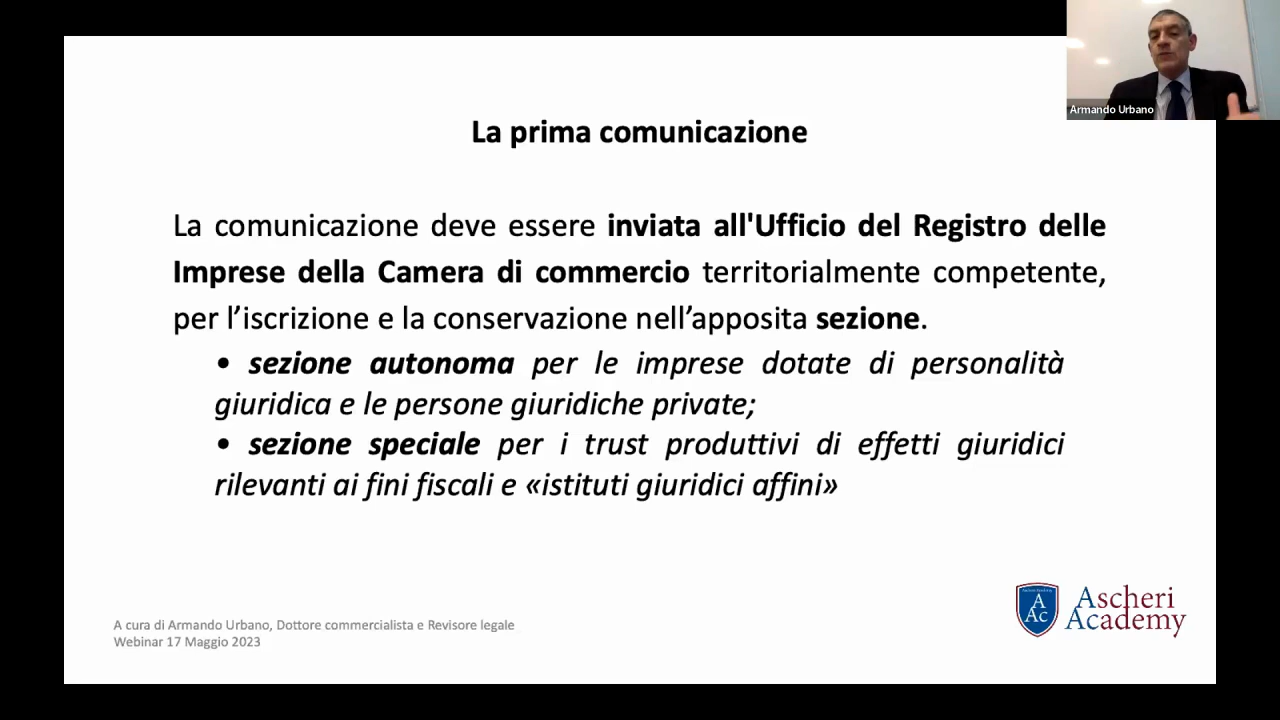 Armando Urbano
La prima comunicazione
La comunicazione deve essere inviata all'Ufficio del Registro delle
Imprese della Camera di commercio territorialmente competente,
per l’iscrizione e la conservazione nell’apposita sezione.
• sezione autonoma per le imprese dotate di personalità
giuridica e le persone giuridiche private;
• sezione speciale per i trust produttivi di effetti giuridici
rilevanti ai fini fiscali e «istituti giuridici affini»
A cura di Armando Urbano, Dottore commercialista e Revisore legale
Webinar 17 Maggio 2023
A
Ac
Ascheri
Academy